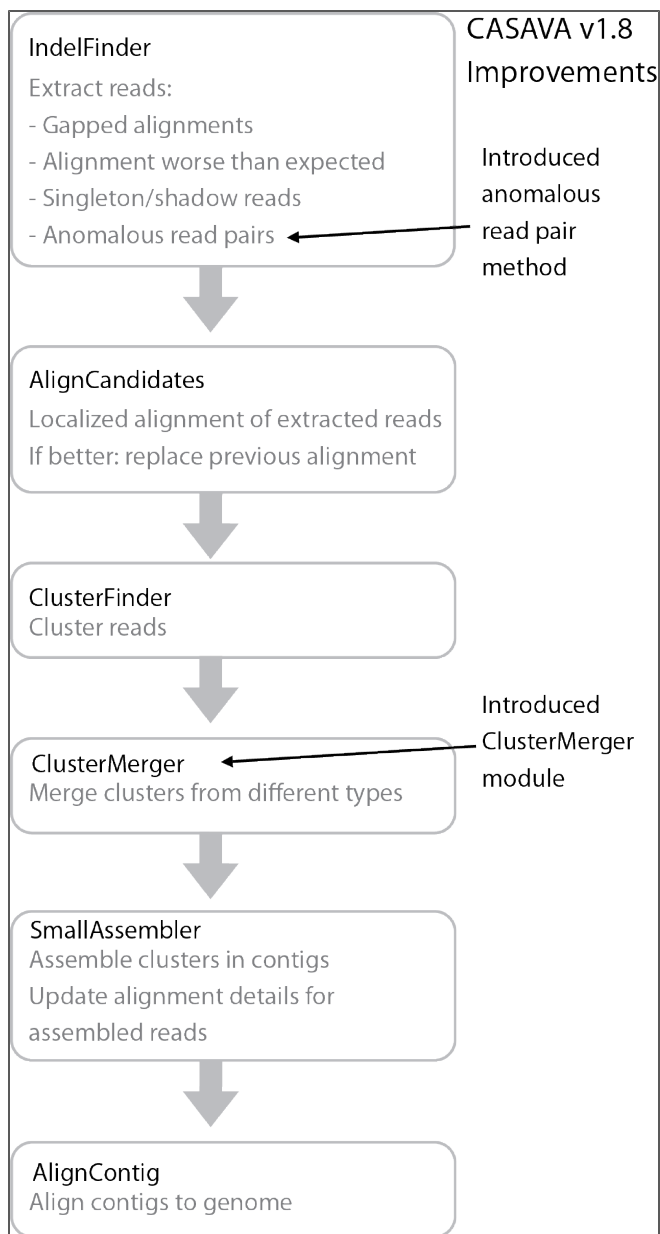 IndelFinder
Extract reads:
- Gapped alignments
- Alignment worse than expected
- Singleton/shadow reads
- Anomalous read pairs
CASAVA v1.8
Improvements
Introduced
anomalous
read pair
method
AlignCandidates
Localized alignment of extracted reads
If better: replace previous alignment
ClusterFinder
Cluster reads
ClusterMerger
Merge clusters from different types
Introduced
ClusterMerger
module
SmallAssembler
Assemble clusters in contigs
Update alignment details for
assembled reads
AlignContig
Align contigs to genome